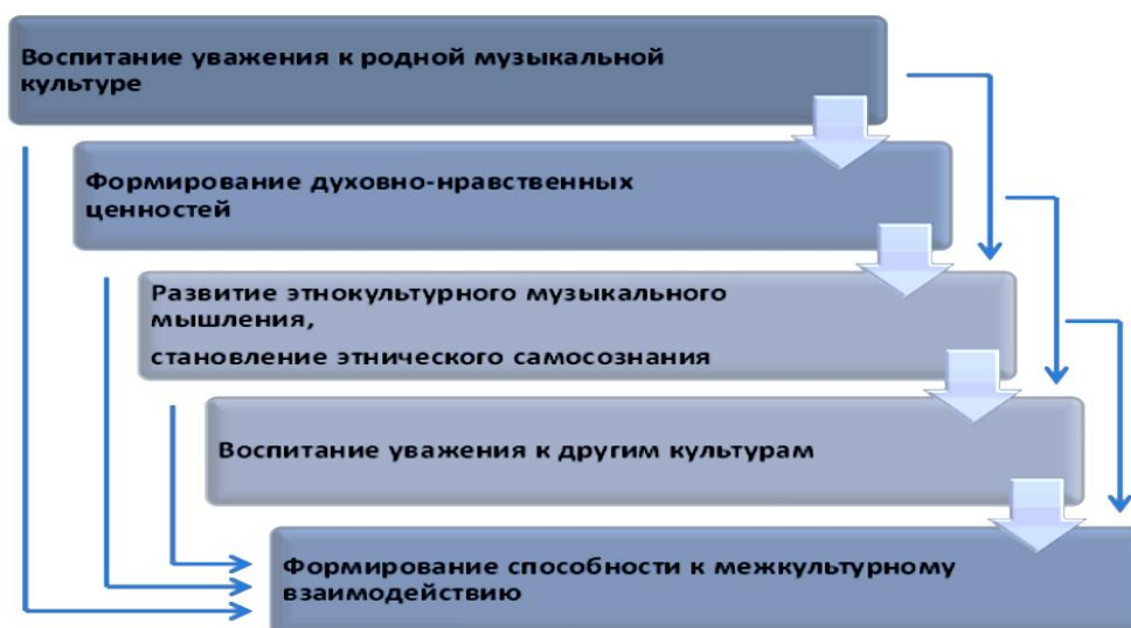 Воспитание уважения к родной музыкальной
культуре
Формирование духовно-нравственных
ценностей
Развитие этнокультурного музыкального
мышления,
становление этнического самосознания
Воспитание уважения к другим культурам
Формирование способности к межкультурному
взаимодействию